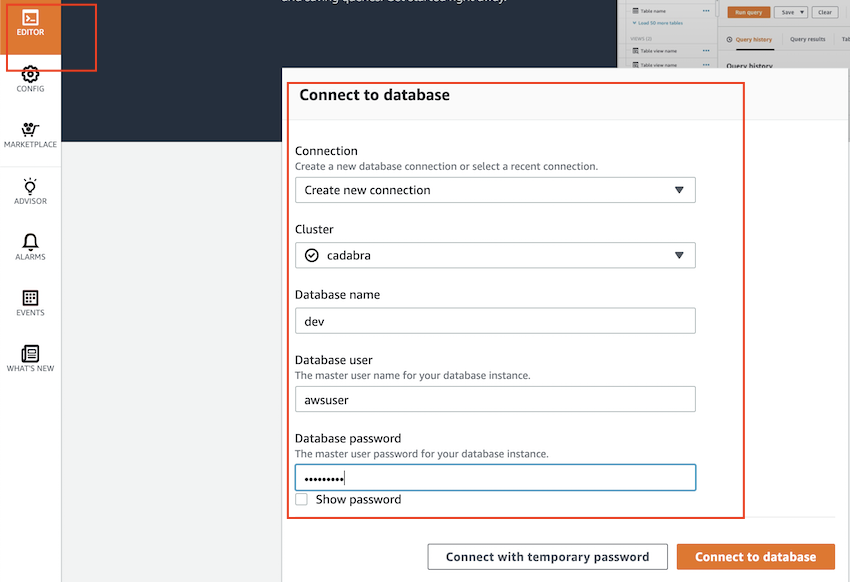 and saving queries. Get started right away.
EDITOR
CONFIG
MARKETPLACE
ADVISOR
ALARMS
EVENTS
WHAT'S NEW
Table name
Load 50 more tables
VIEWS (2)
Table view name
Table view name
Run query
Save
Clear
Query history
Query results
Query history
Connect to database
Connection
Create a new database connection or select a recent connection.
Create new connection
Cluster
cadabra
Database name
dev
Database user
The master user name for your database instance.
awsuser
Database password
The master user password for your database instance.
•••••••••
Show password
Connect with temporary password
Connect to database